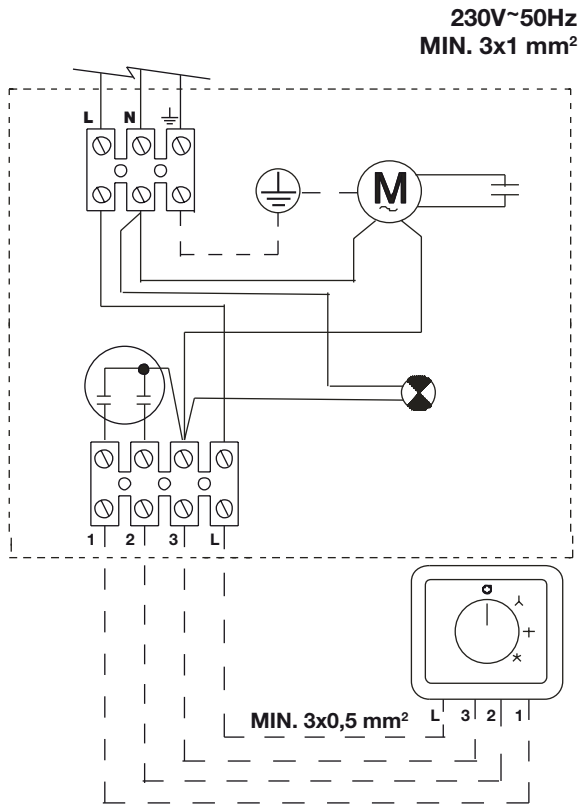 230V~50Hz
MIN. 3x1 mm²
L N
M
1 2 3 L
MIN. 3x0,5 mm²
L 3 2 1